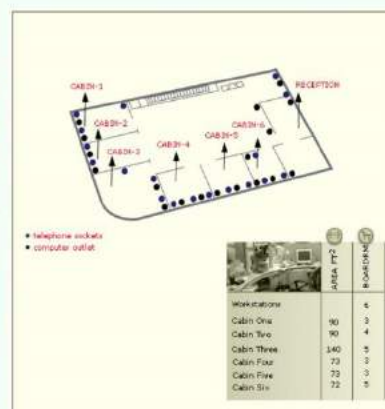 CABIN-1
RECEPTION
CABIN-2
CABIN-6
CABIN-3
CABIN-5
CABIN-4
telephone sockets
computer outlet
AREA FT²
Workstations 6
Cabin One 90 3
Cabin Two 90 4
Cabin Three 140 5
Cabin Four 73 3
Cabin Five 73 3
Cabin Six 72 5